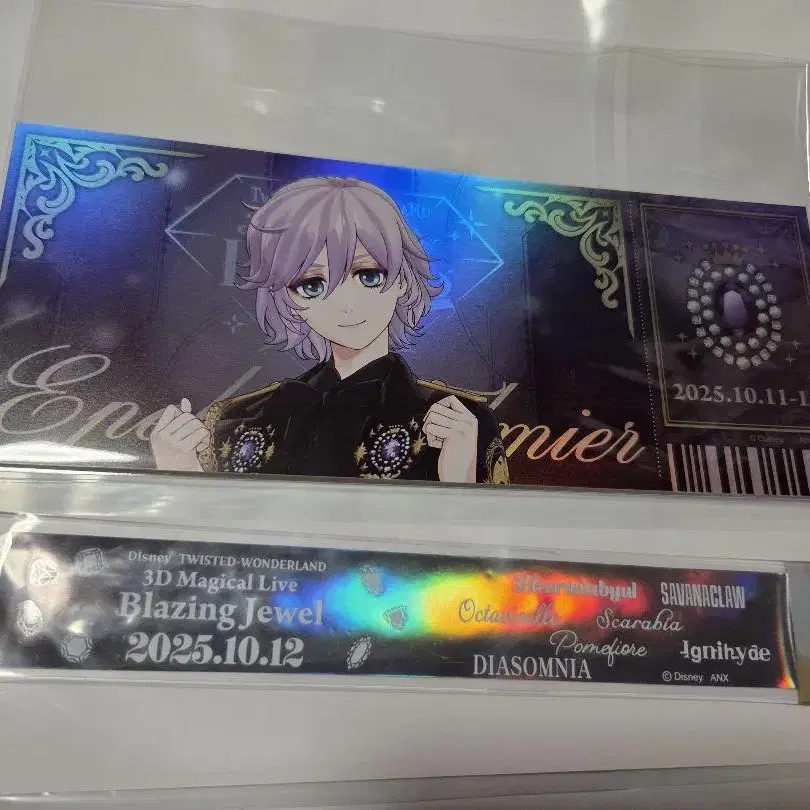 Epel
mier
2025.10.11-1
Disney TWISTED-WONDERLAND
3D Magical Live
Blazing Jewel
2025.10.12
Heartslabyul
SAVANACLAW
Octavinelle
Scarabia
Pomefiore
Ignihyde
DIASOMNIA
© Disney ANX